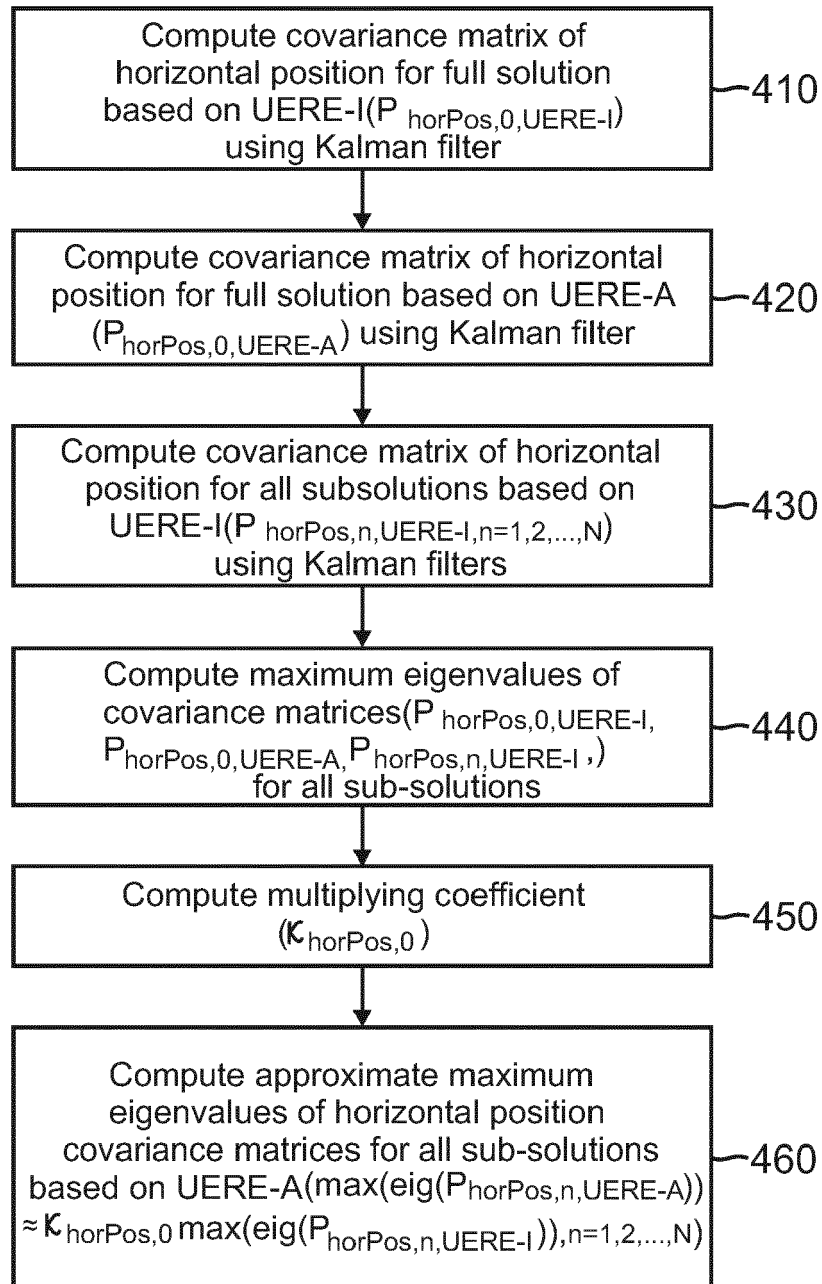 Compute covariance matrix of
horizontal position for full solution
based on UERE-I(P horPos,0,UERE-I)
using Kalman filter
410
Compute covariance matrix of horizontal
position for full solution based on UERE-A
(PhorPos,0,UERE-A) using Kalman filter
420
Compute covariance matrix of horizontal
position for all subsolutions based on
UERE-I(P horPos,n,UERE-I,n=1,2,...,N)
using Kalman filters
430
Compute maximum eigenvalues of
covariance matrices(P horPos,0,UERE-I,
PhorPos,0,UERE-A,PhorPos,n,UERE-I,)
for all sub-solutions
440
Compute multiplying coefficient
(κhorPos,0)
450
Compute approximate maximum
eigenvalues of horizontal position
covariance matrices for all sub-solutions
based on UERE-A(max(eig(PhorPos,n,UERE-A))
≈κhorPos,0 max(eig(PhorPos,n,UERE-I)),n=1,2,...,N)
460